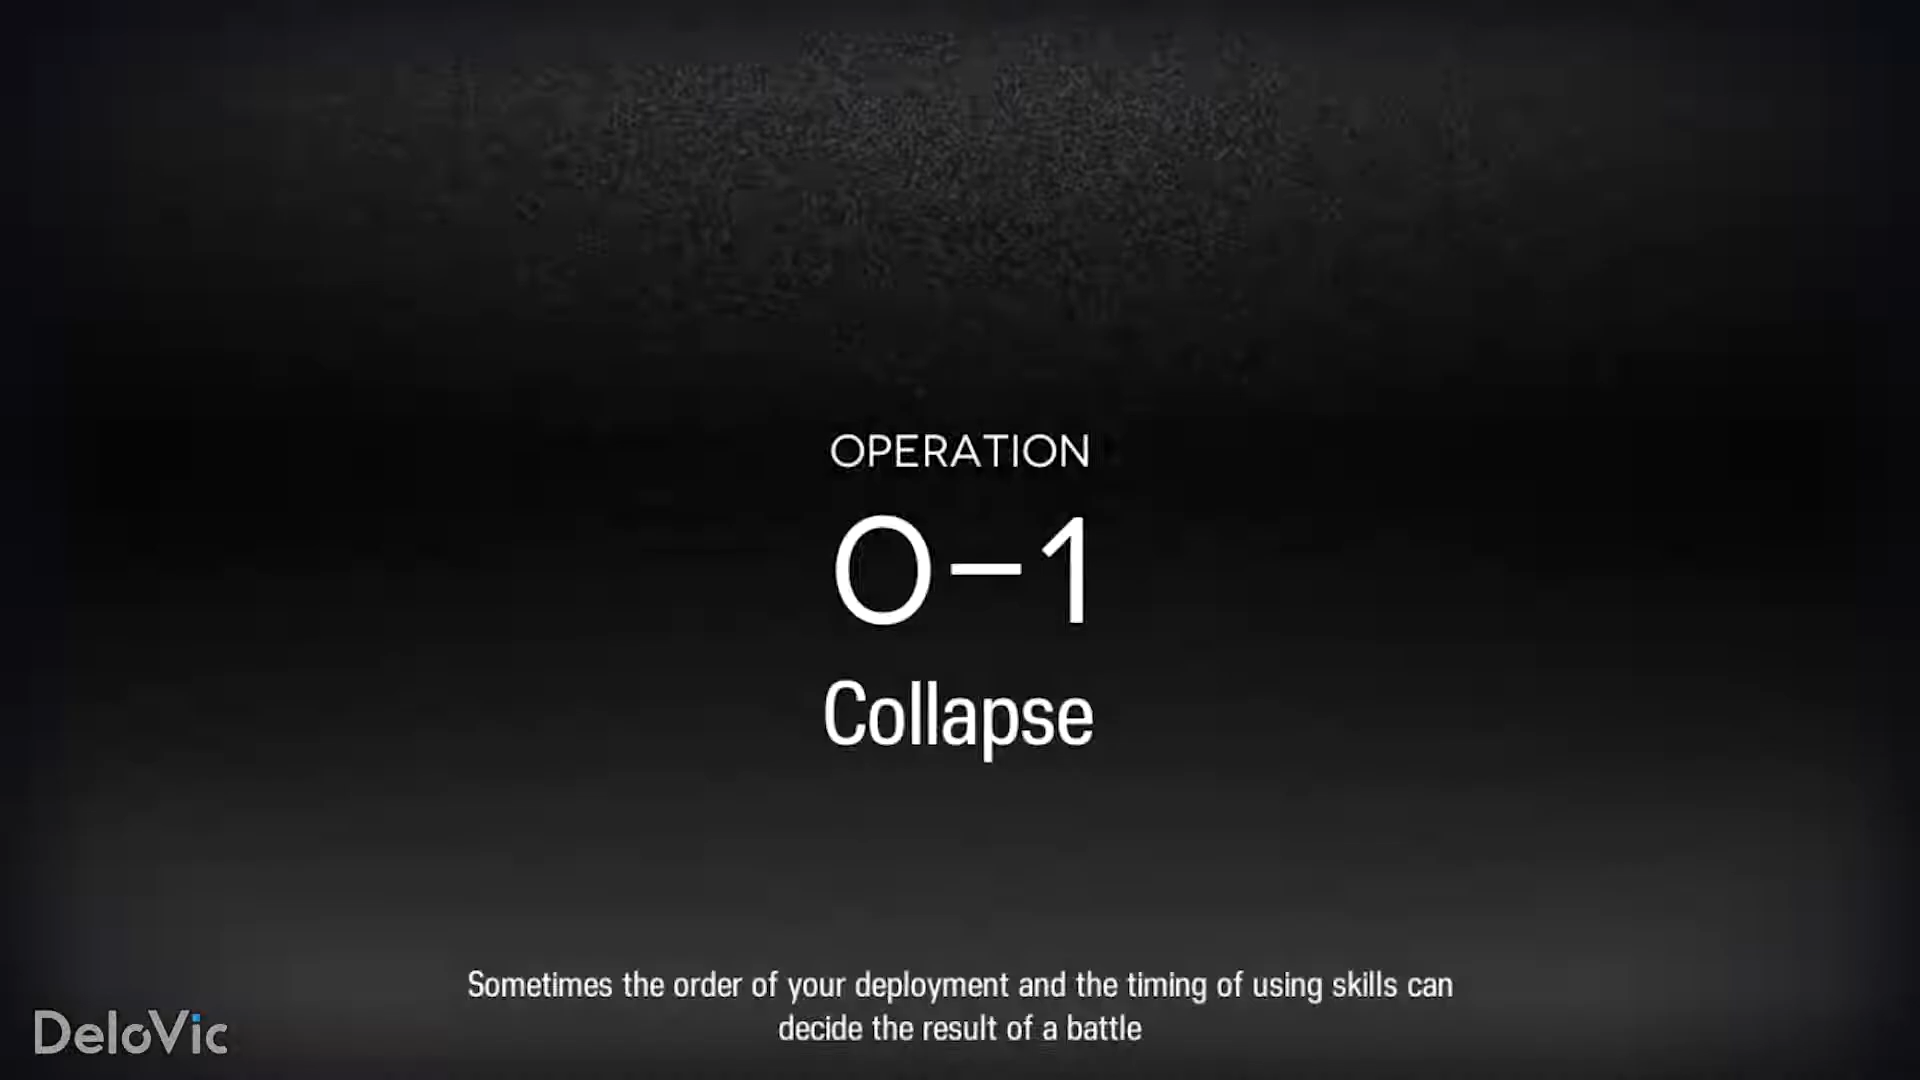 OPERATION
0-1
Collapse
Sometimes the order of your deployment and the timing of using skills can
decide the result of a battle
DeloVic